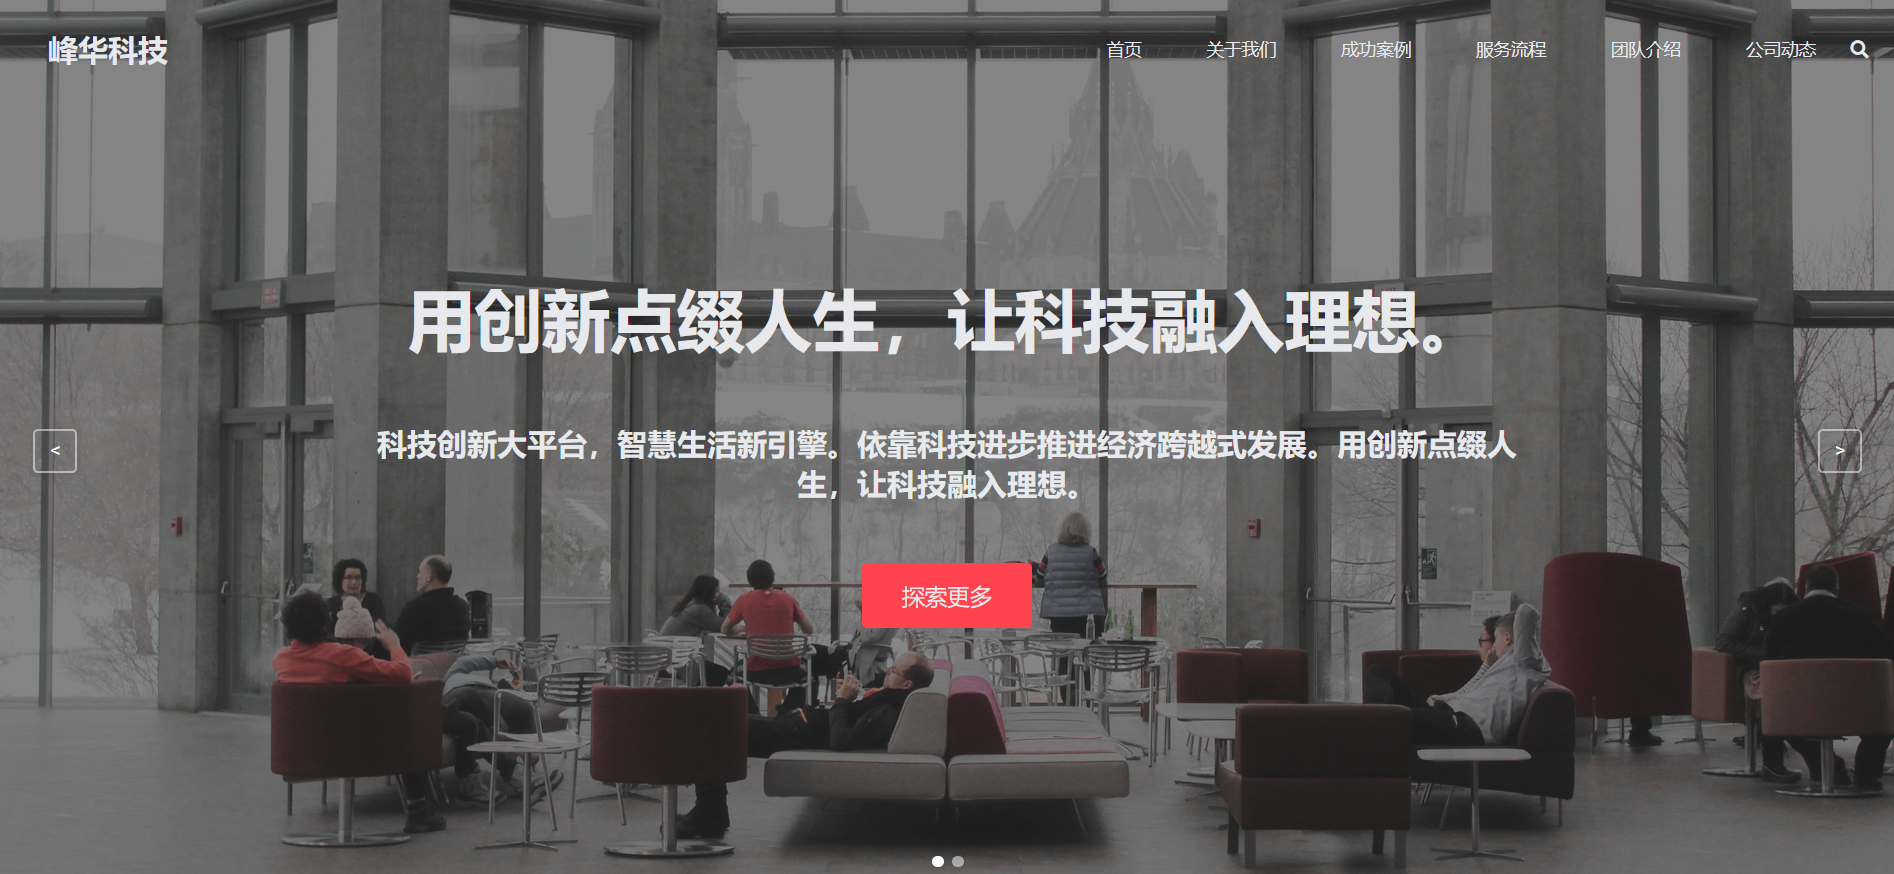 峰华科技
首页 关于我们 成功案例 服务流程 团队介绍 公司动态
用创新点缀人生，让科技融入理想。
科技创新大平台，智慧生活新引擎。依靠科技进步推进经济跨越式发展。用创新点缀人
生，让科技融入理想。
<
>
探索更多